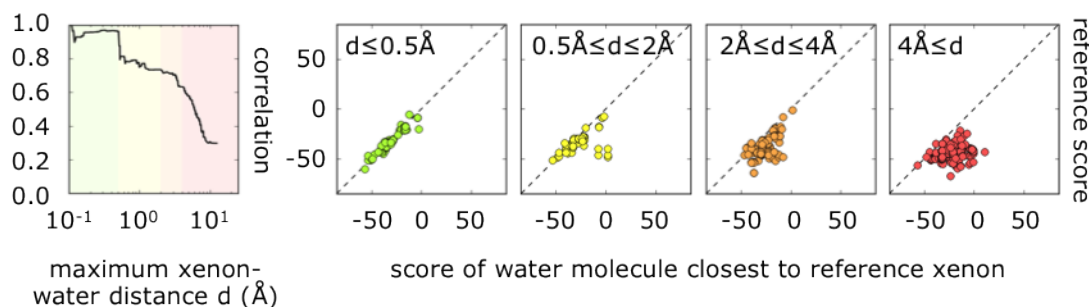 1.0
0.8
0.6
0.4
0.2
0.0
10⁻¹ 10⁰ 10¹
maximum xenon-
water distance d (Å)
correlation
d≤0.5Å
0.5Å≤d≤2Å
2Å≤d≤4Å
4Å≤d
50
0
-50
-50 0 50
-50 0 50
-50 0 50
-50 0 50
score of water molecule closest to reference xenon
reference score